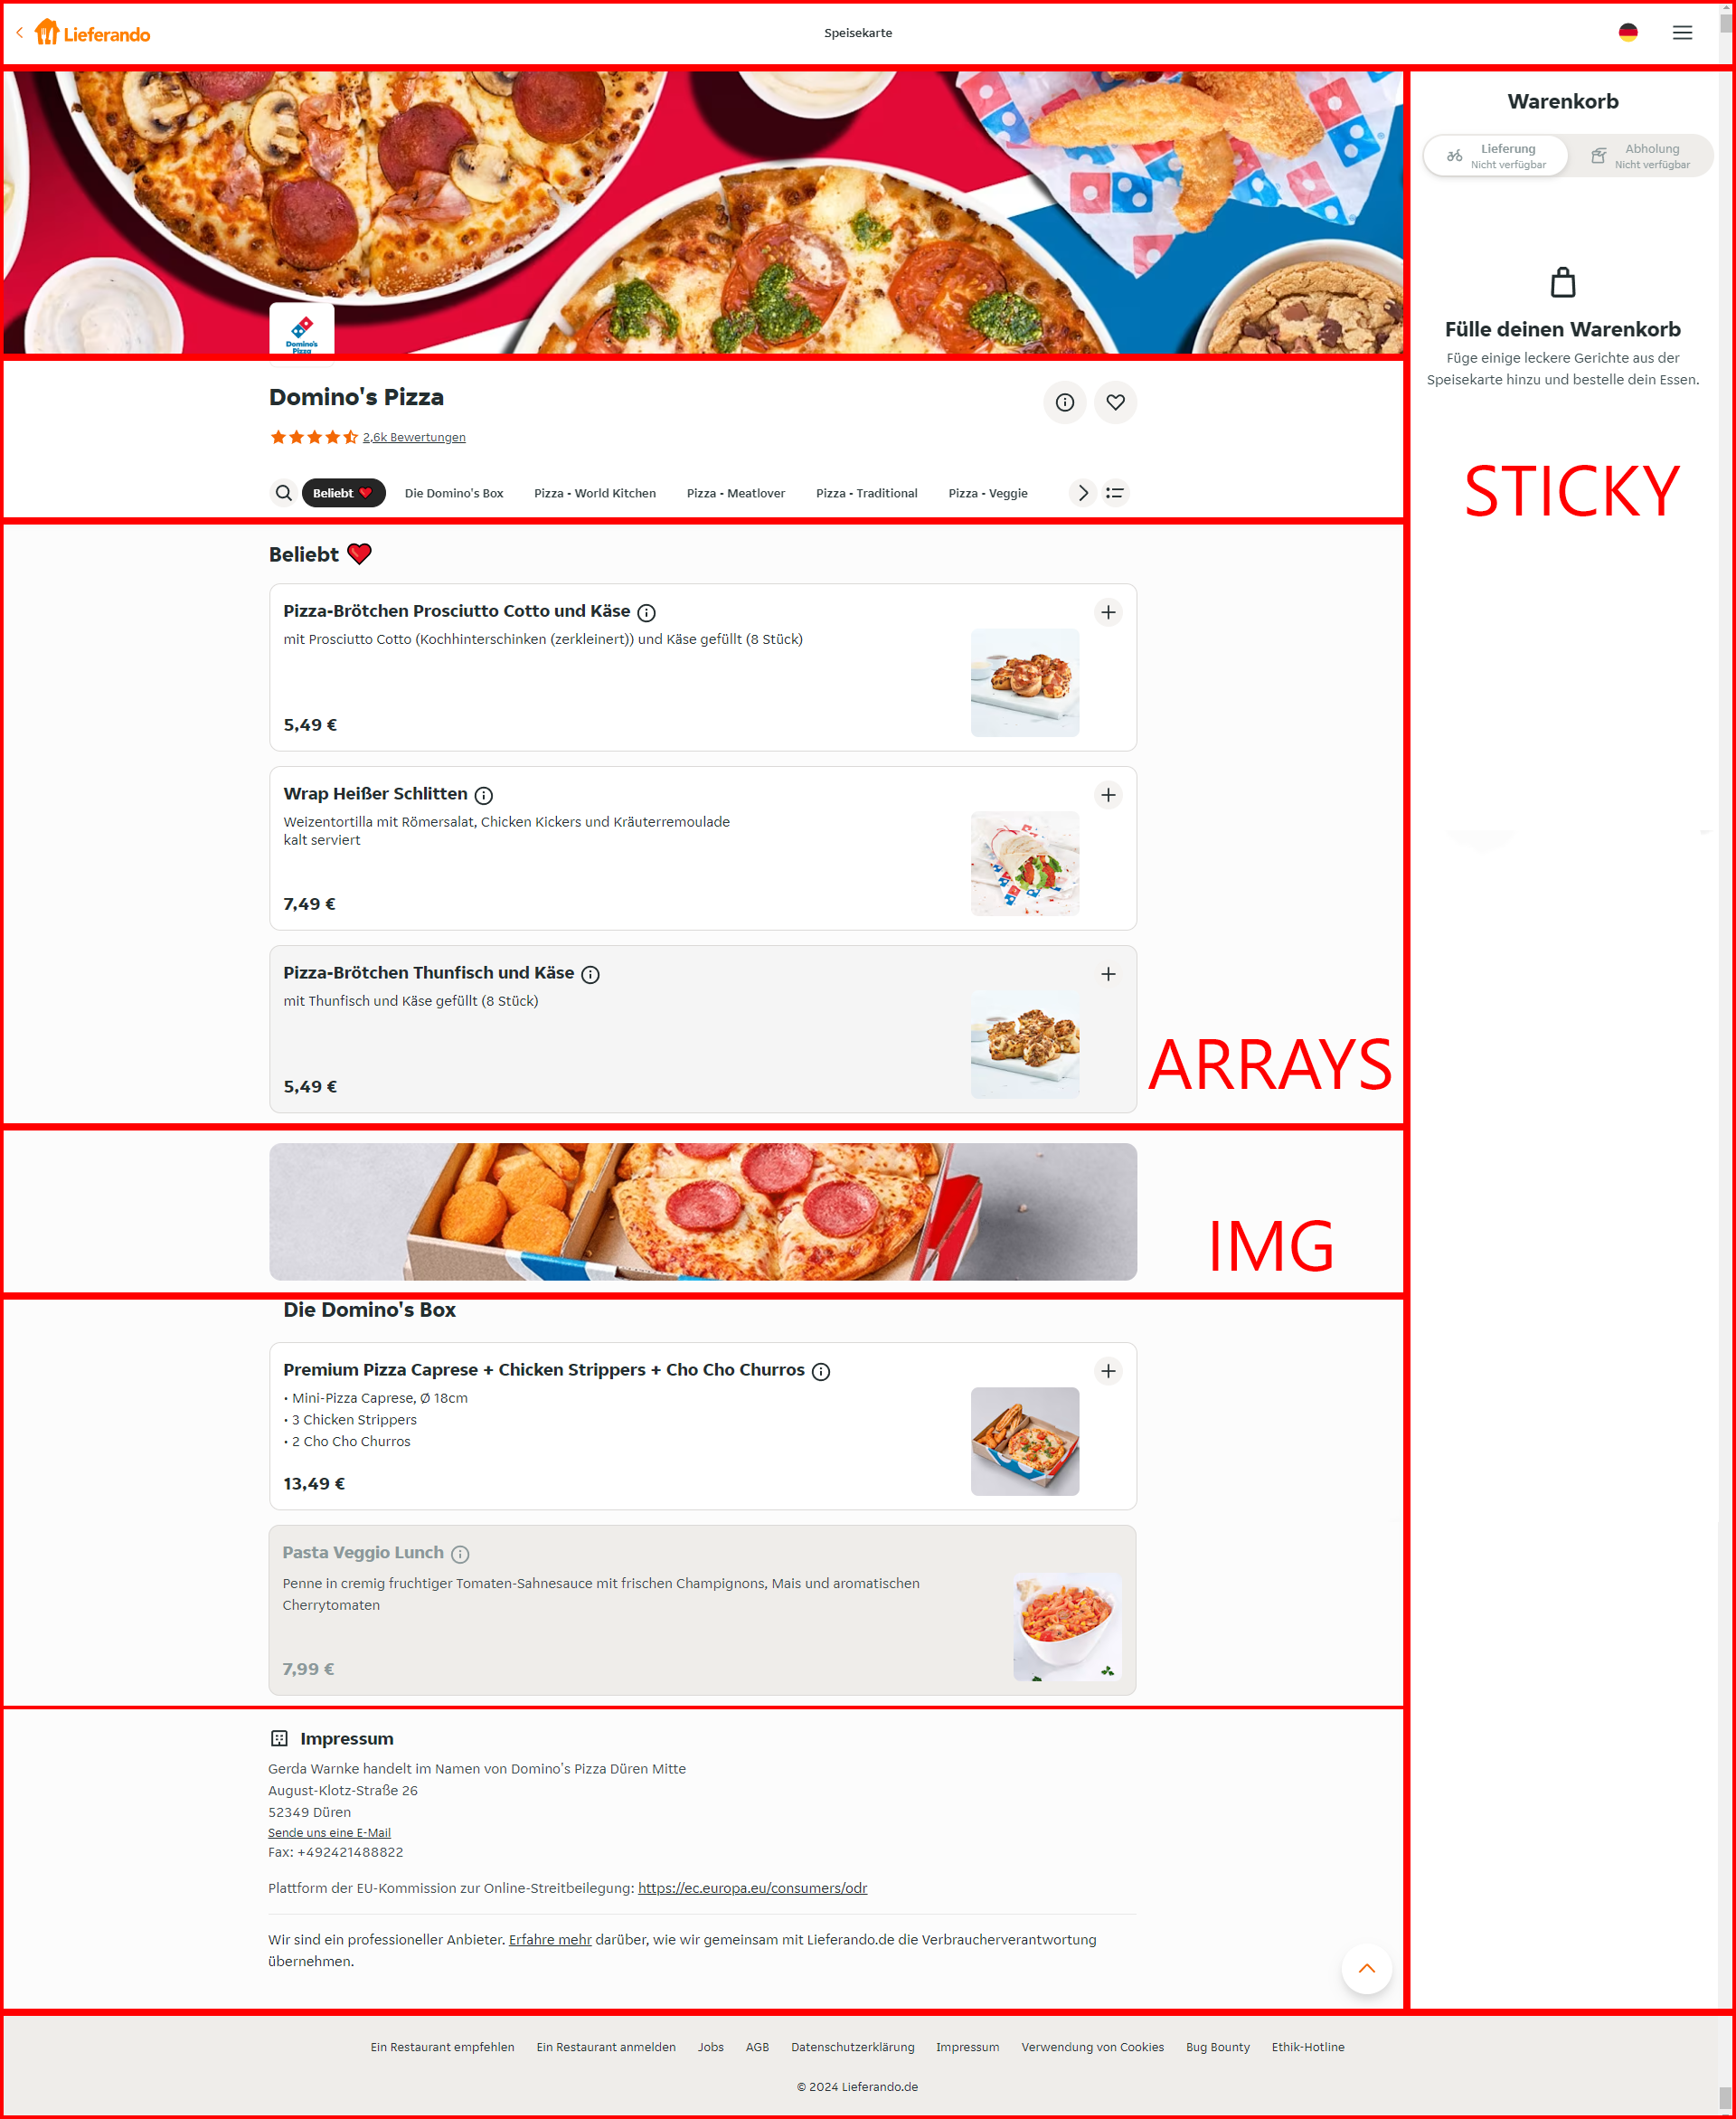 Lieferando
Speisekarte
Domino's
Pizza
Domino's Pizza
2,6k Bewertungen
Beliebt ❤️
Die Domino's Box
Pizza - World Kitchen
Pizza - Meatlover
Pizza - Traditional
Pizza - Veggie
Warenkorb
Lieferung
Nicht verfügbar
Abholung
Nicht verfügbar
Fülle deinen Warenkorb
Füge einige leckere Gerichte aus der
Speisekarte hinzu und bestelle dein Essen.
STICKY
Beliebt ❤️
Pizza-Brötchen Prosciutto Cotto und Käse
mit Prosciutto Cotto (Kochhinterschinken (zerkleinert)) und Käse gefüllt (8 Stück)
5,49 €
Wrap Heißer Schlitten
Weizentortilla mit Römersalat, Chicken Kickers und Kräuterremoulade
kalt serviert
7,49 €
Pizza-Brötchen Thunfisch und Käse
mit Thunfisch und Käse gefüllt (8 Stück)
5,49 €
ARRAYS
IMG
Die Domino's Box
Premium Pizza Caprese + Chicken Strippers + Cho Cho Churros
• Mini-Pizza Caprese, Ø 18cm
• 3 Chicken Strippers
• 2 Cho Cho Churros
13,49 €
Pasta Veggio Lunch
Penne in cremig fruchtiger Tomaten-Sahnesauce mit frischen Champignons, Mais und aromatischen
Cherrytomaten
7,99 €
Impressum
Gerda Warnke handelt im Namen von Domino's Pizza Düren Mitte
August-Klotz-Straße 26
52349 Düren
Sende uns eine E-Mail
Fax: +492421488822
Plattform der EU-Kommission zur Online-Streitbeilegung: https://ec.europa.eu/consumers/odr
Wir sind ein professioneller Anbieter. Erfahre mehr darüber, wie wir gemeinsam mit Lieferando.de die Verbraucherverantwortung
übernehmen.
Ein Restaurant empfehlen
Ein Restaurant anmelden
Jobs
AGB
Datenschutzerklärung
Impressum
Verwendung von Cookies
Bug Bounty
Ethik-Hotline
© 2024 Lieferando.de